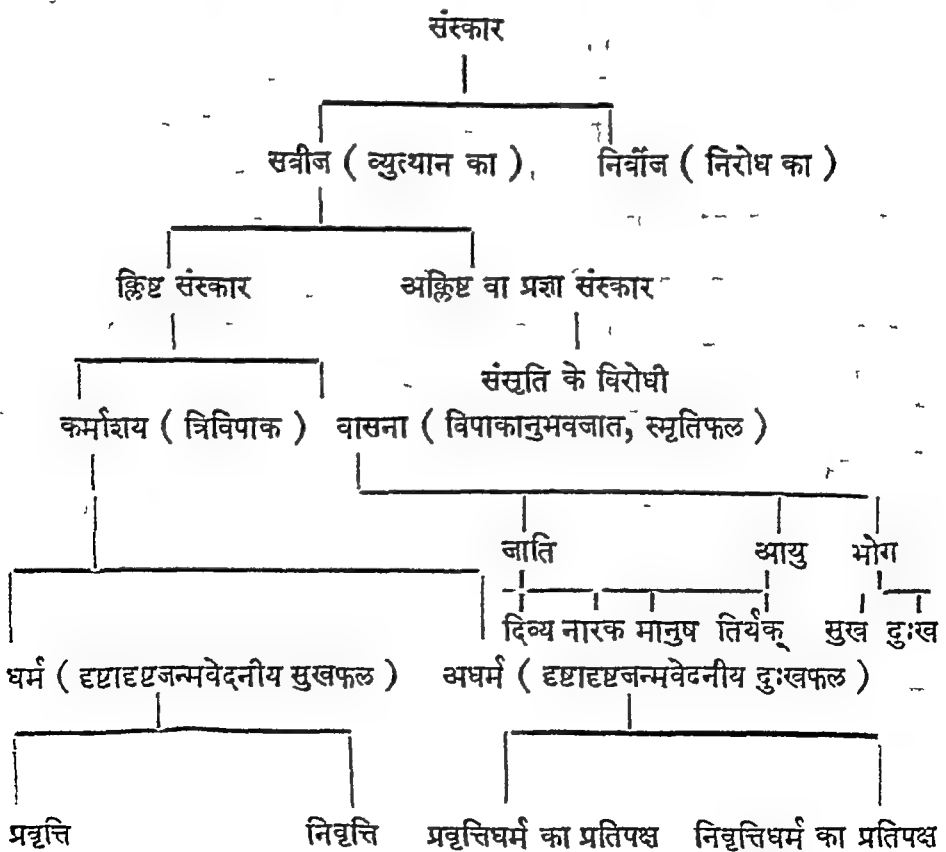 संस्कार
सबीज ( व्युत्थान का ) निर्बीज ( निरोध का )
क्लिष्ट संस्कार अक्लिष्ट वा प्रज्ञा संस्कार
संसृति के विरोधी
कर्माशय ( त्रिविपाक ) वासना ( विपाकानुभवजात, स्मृतिफल )
जाति आयु भोग
दिव्य नारक मानुष तिर्यक् सुख दुःख
धर्म ( दृष्टादृष्टजन्मवेदनीय सुखफल ) अधर्म ( दृष्टादृष्टजन्मवेदनीय दुःखफल )
प्रवृत्ति निवृत्ति प्रवृत्तिधर्म का प्रतिपक्ष निवृत्तिधर्म का प्रतिपक्ष